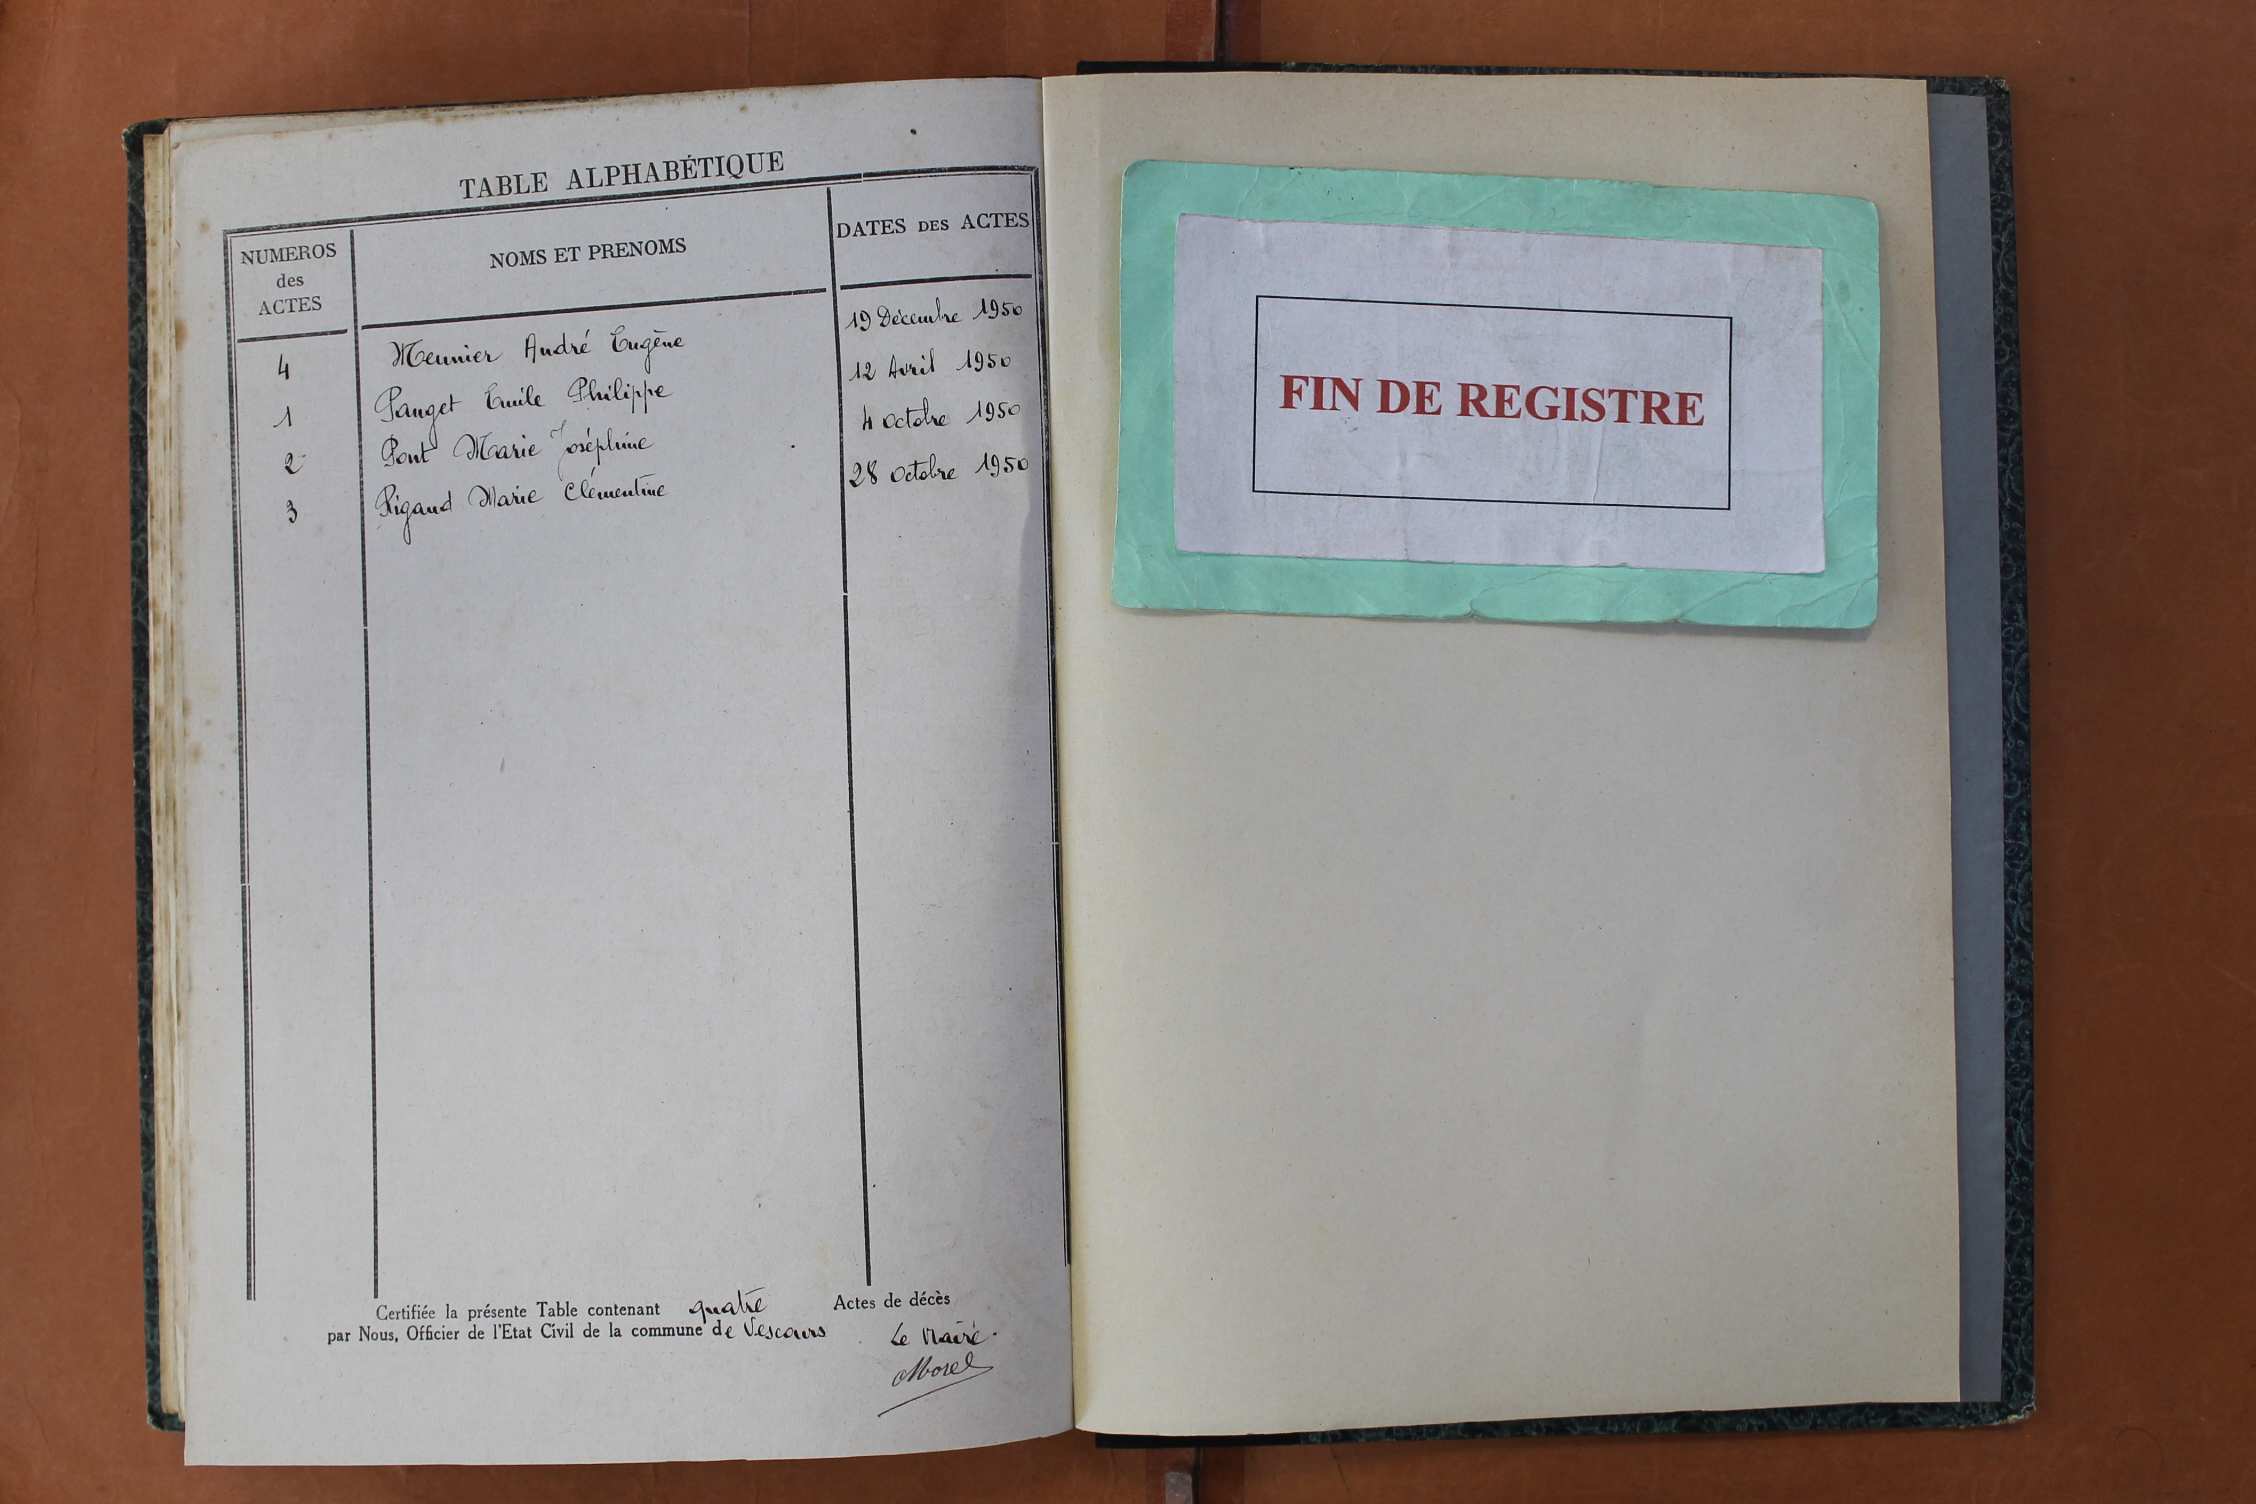 TABLE ALPHABÉTIQUE
NUMEROS des ACTES NOMS ET PRENOMS DATES DES ACTES
4 Meunier André Eugène 19 Décembre 1950
1 Panget Emile Philippe 12 Avril 1950
2 Pont Marie Joséphine 4 octobre 1950
3 Rigaud Marie Clémentine 28 octobre 1950
Certifiée la présente Table contenant quatre Actes de décès
par Nous, Officier de l'Etat Civil de la commune de Vescours
Le Maire.
Morel
FIN DE REGISTRE